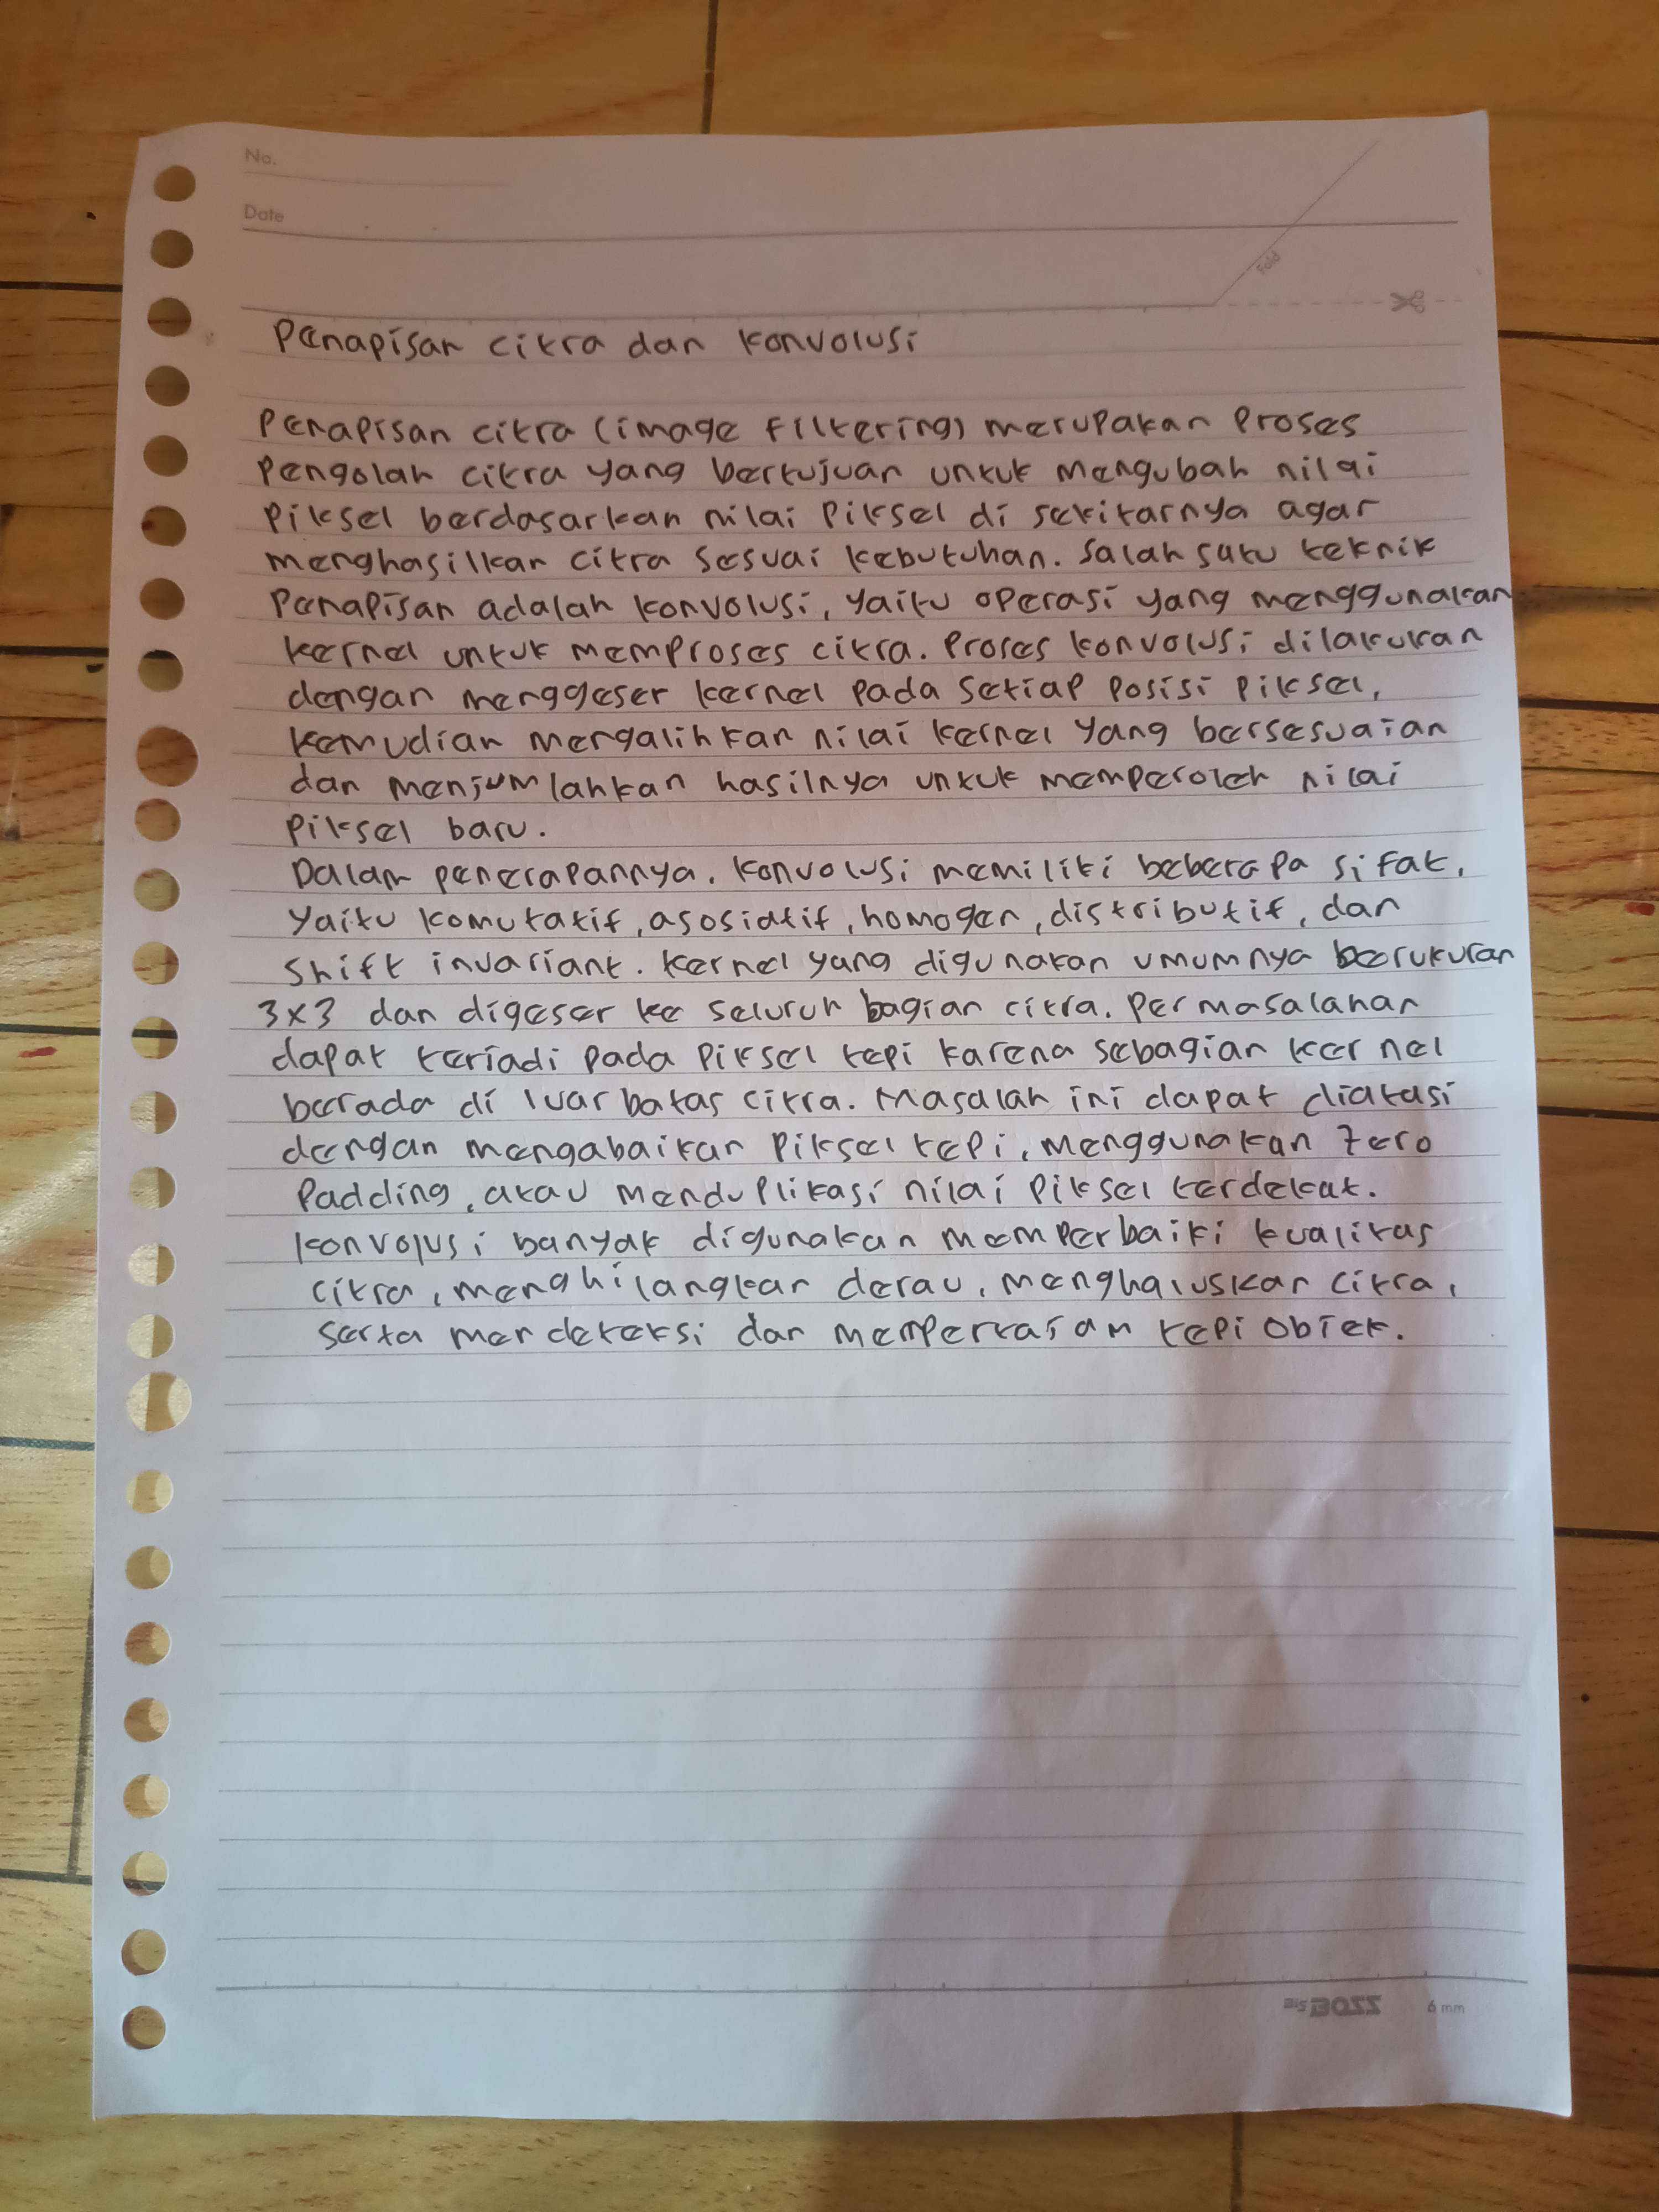 No.
Date
Fold
Penapisan citra dan konvolusi
Penapisan citra (image filtering) merupakan proses
pengolah citra yang bertujuan untuk mengubah nilai
piksel berdasarkan nilai piksel di sekitarnya agar
menghasilkan citra sesuai kebutuhan. salah satu teknik
penapisan adalah konvolusi, yaitu operasi yang menggunakan
kernel untuk memproses citra. proses konvolusi dilakukan
dengan menggeser kernel pada setiap posisi piksel,
kemudian mengalihkan nilai kernel yang bersesuaian
dan menjumlahkan hasilnya untuk memperoleh nilai
piksel baru.
Dalam penerapannya, konvolusi memiliki beberapa sifat,
yaitu komutatif, asosiatif, homogen, distributif, dan
shift invariant. kernel yang digunakan umumnya berukuran
3x3 dan digeser ke seluruh bagian citra. permasalahan
dapat terjadi pada piksel tepi karena sebagian kernel
berada di luar batas citra. Masalah ini dapat diatasi
dengan mengabaikan piksel tepi, menggunakan zero
padding, atau menduplikasi nilai piksel terdekat.
konvolusi banyak digunakan memperbaiki kualitas
citra, menghilangkan derau, menghaluskan citra,
serta mendeteksi dan mempertajam tepi objek.
BIG BOSS 6 mm